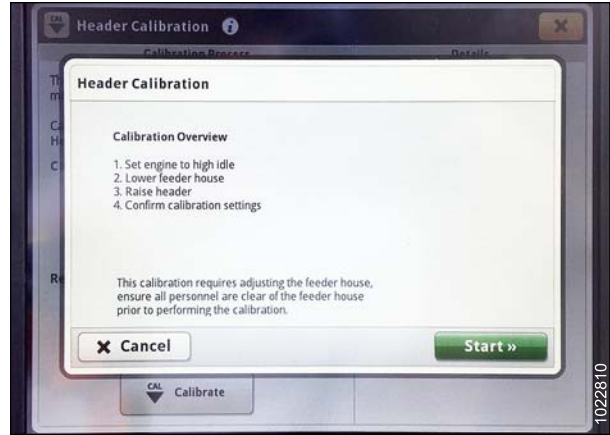 CAL
Header Calibration
Calibration Process Details
Header Calibration
Calibration Overview
1. Set engine to high idle
2. Lower feeder house
3. Raise header
4. Confirm calibration settings
This calibration requires adjusting the feeder house,
ensure all personnel are clear of the feeder house
prior to performing the calibration.
Cancel
Start »
CAL
Calibrate
1022810